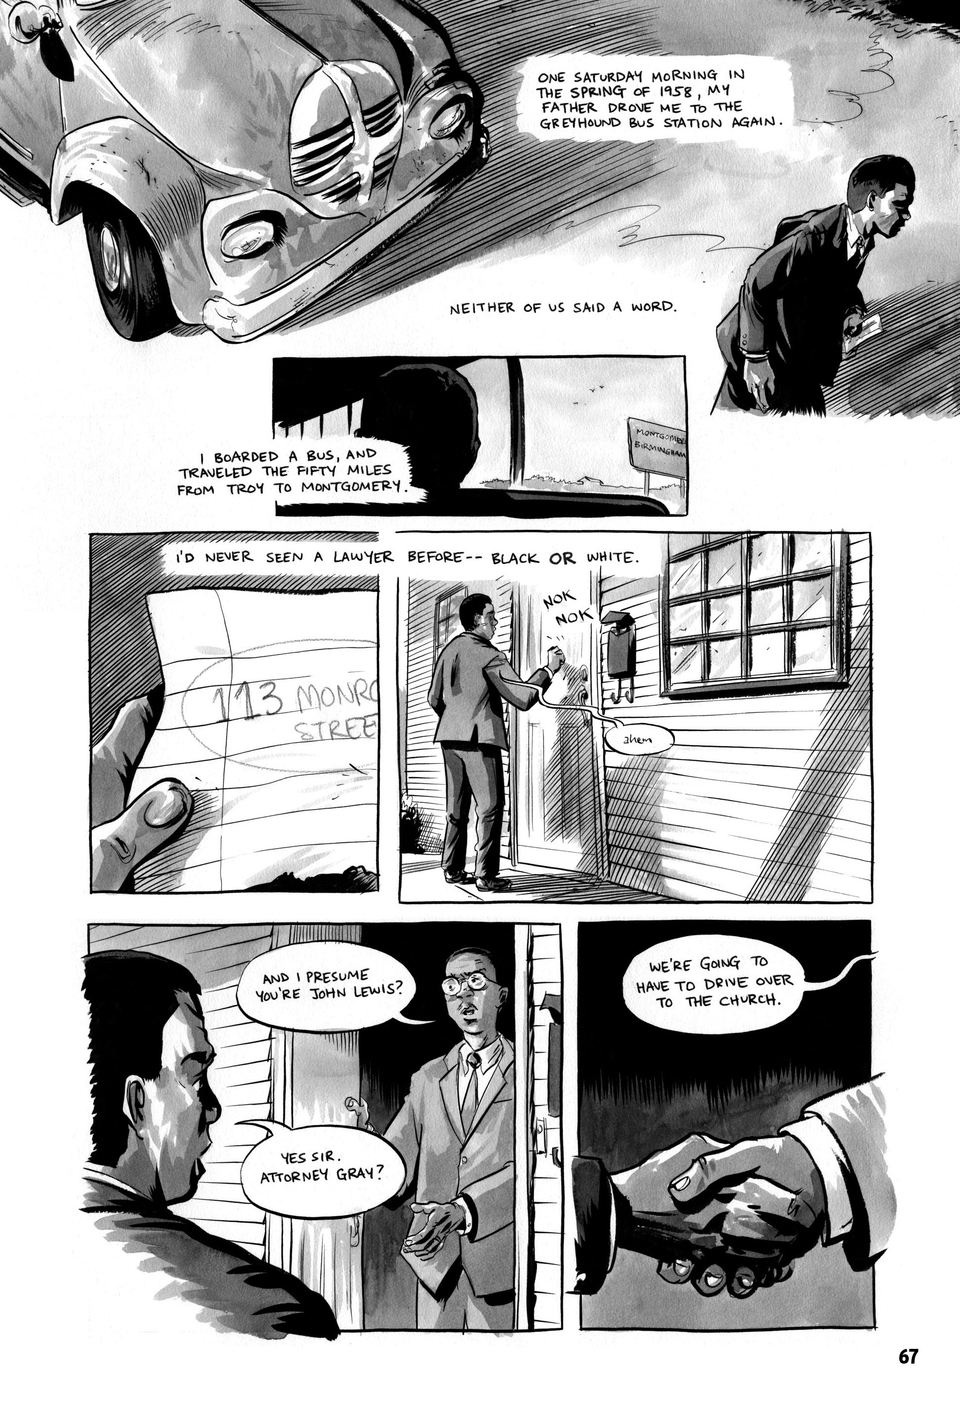 ONE SATURDAY MORNING IN
THE SPRING OF 1958, MY
FATHER DROVE ME TO THE
GREYHOUND BUS STATION AGAIN.
NEITHER OF US SAID A WORD.
I BOARDED A BUS, AND
TRAVELED THE FIFTY MILES
FROM TROY TO MONTGOMERY.
BIRMINGHAM
I'D NEVER SEEN A LAWYER BEFORE-- BLACK OR WHITE.
113 MONRO
STREE
NOK
NOK
ahem
AND I PRESUME
YOU'RE JOHN LEWIS?
YES SIR.
ATTORNEY GRAY?
WE'RE GOING TO
HAVE TO DRIVE OVER
TO THE CHURCH.
67